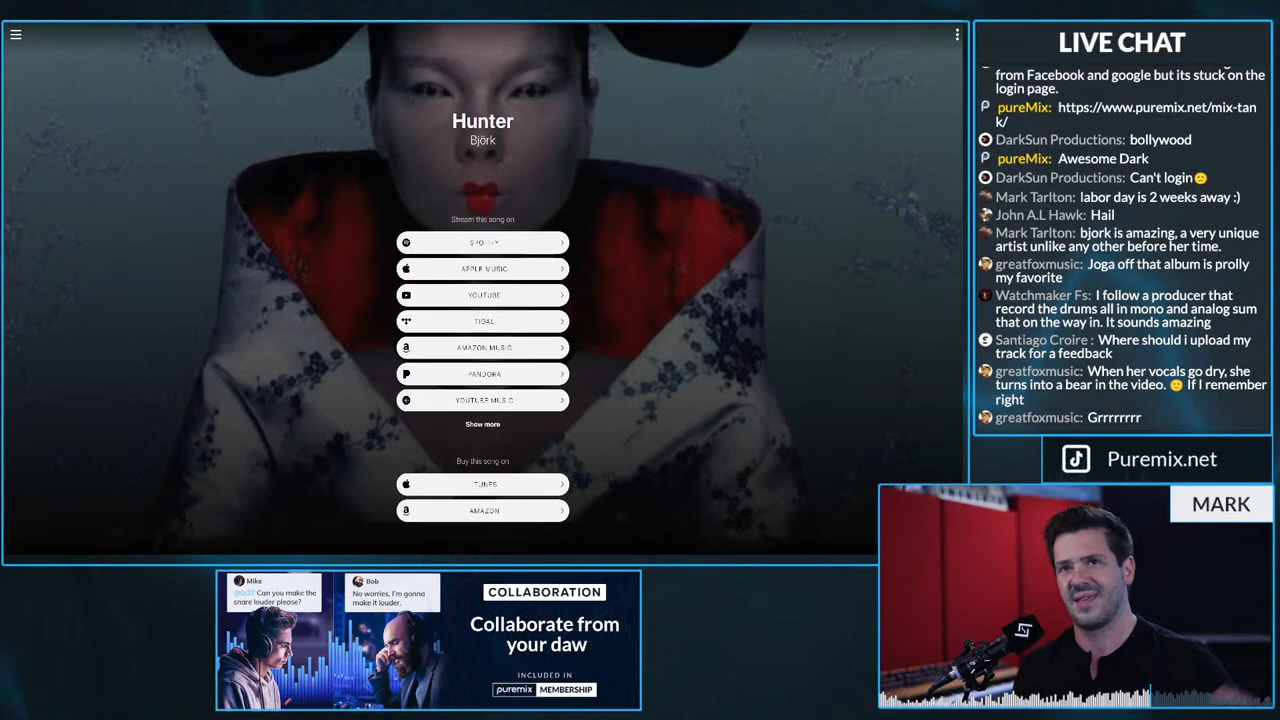 Hunter
Björk
Stream this song on
SPOTIFY
APPLE MUSIC
YOUTUBE
TIDAL
AMAZON MUSIC
PANDORA
YOUTUBE MUSIC
Show more
Buy this song on
ITUNES
AMAZON
LIVE CHAT
from Facebook and google but its stuck on the
login page.
pureMix: https://www.puremix.net/mix-tan
k/
DarkSun Productions: bollywood
pureMix: Awesome Dark
DarkSun Productions: Can't login🙁
Mark Tarlton: labor day is 2 weeks away :)
John A.L Hawk: Hail
Mark Tarlton: bjork is amazing, a very unique
artist unlike any other before her time.
greatfoxmusic: Joga off that album is prolly
my favorite
Watchmaker Fs: I follow a producer that
record the drums all in mono and analog sum
that on the way in. It sounds amazing
Santiago Croire : Where should i upload my
track for a feedback
greatfoxmusic: When her vocals go dry, she
turns into a bear in the video. 🙂 If I remember
right
greatfoxmusic: Grrrrrrrr
Puremix.net
MARK
Mike
@0:27 Can you make the
snare louder please?
Bob
No worries, I'm gonna
make it louder.
COLLABORATION
Collaborate from
your daw
INCLUDED IN
puremix MEMBERSHIP